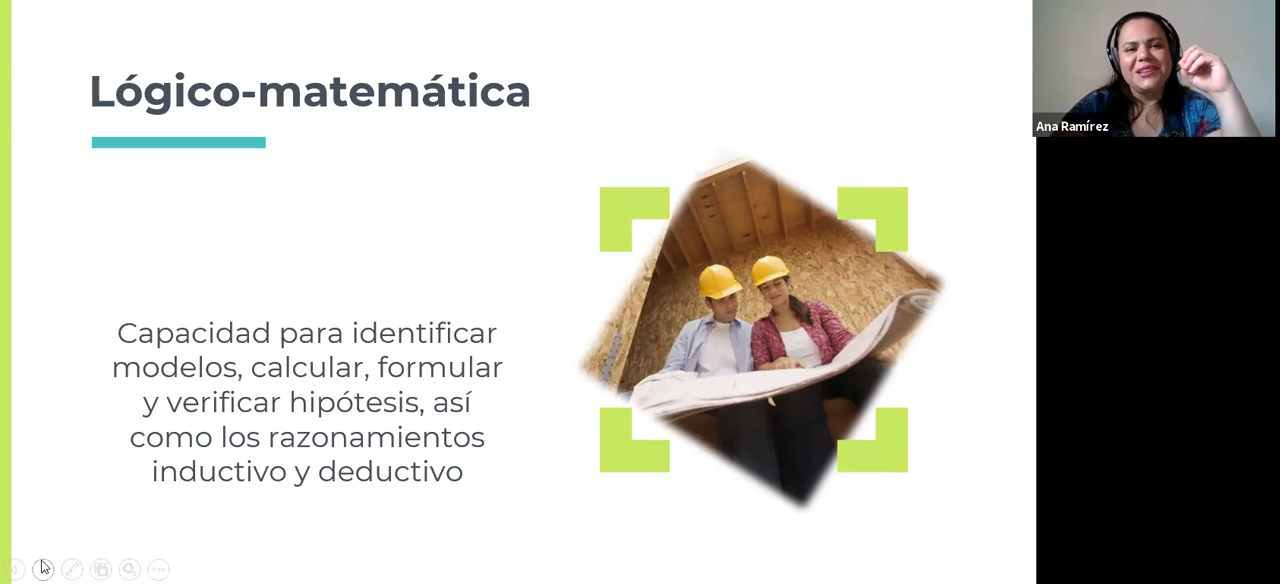 Lógico-matemática
Capacidad para identificar
modelos, calcular, formular
y verificar hipótesis, así
como los razonamientos
inductivo y deductivo
Ana Ramírez